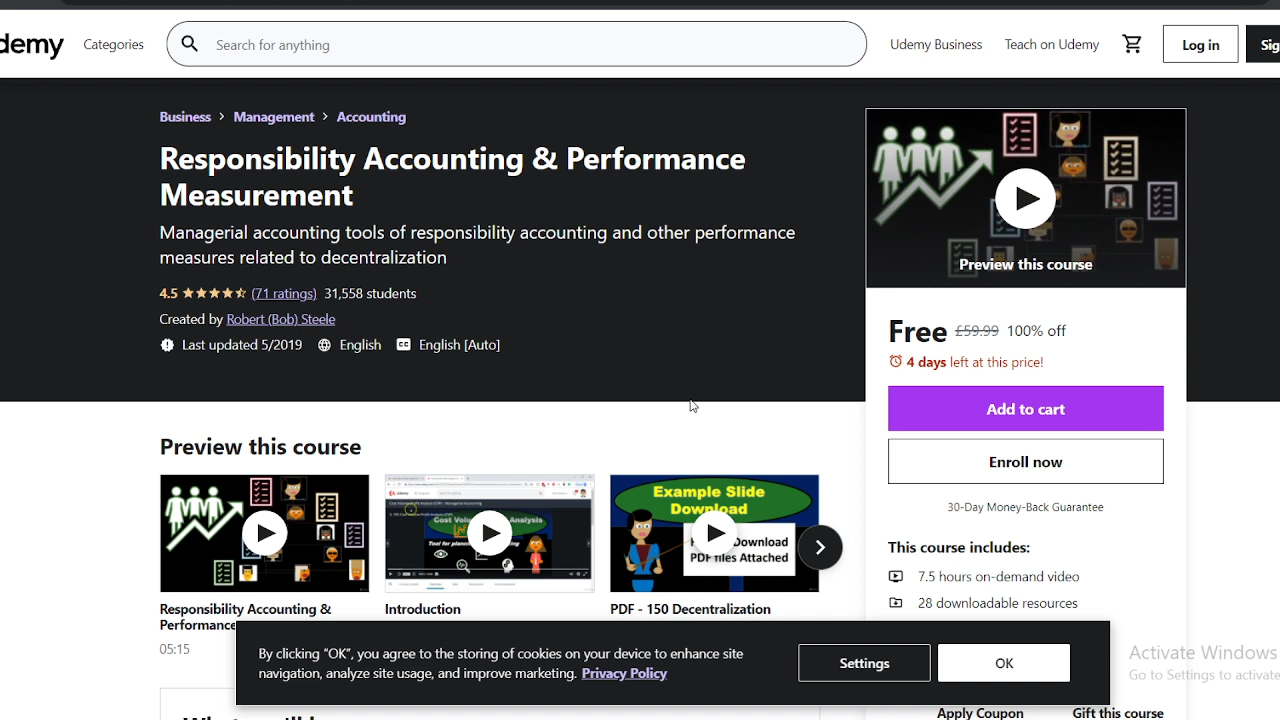 demy
Categories
Search for anything
Udemy Business
Teach on Udemy
Log in
Sig
Business > Management > Accounting
Responsibility Accounting & Performance
Measurement
Managerial accounting tools of responsibility accounting and other performance
measures related to decentralization
4.5 (71 ratings) 31,558 students
Created by Robert (Bob) Steele
Last updated 5/2019 English English [Auto]
Preview this course
Free £59.99 100% off
4 days left at this price!
Add to cart
Enroll now
30-Day Money-Back Guarantee
This course includes:
7.5 hours on-demand video
28 downloadable resources
Apply Coupon
Gift this course
Preview this course
Example Slide
Download
Download
PDF files Attached
Responsibility Accounting &
Performance
05:15
Introduction
PDF - 150 Decentralization
By clicking “OK”, you agree to the storing of cookies on your device to enhance site
navigation, analyze site usage, and improve marketing. Privacy Policy
Settings
OK
Activate Windows
Go to Settings to activate